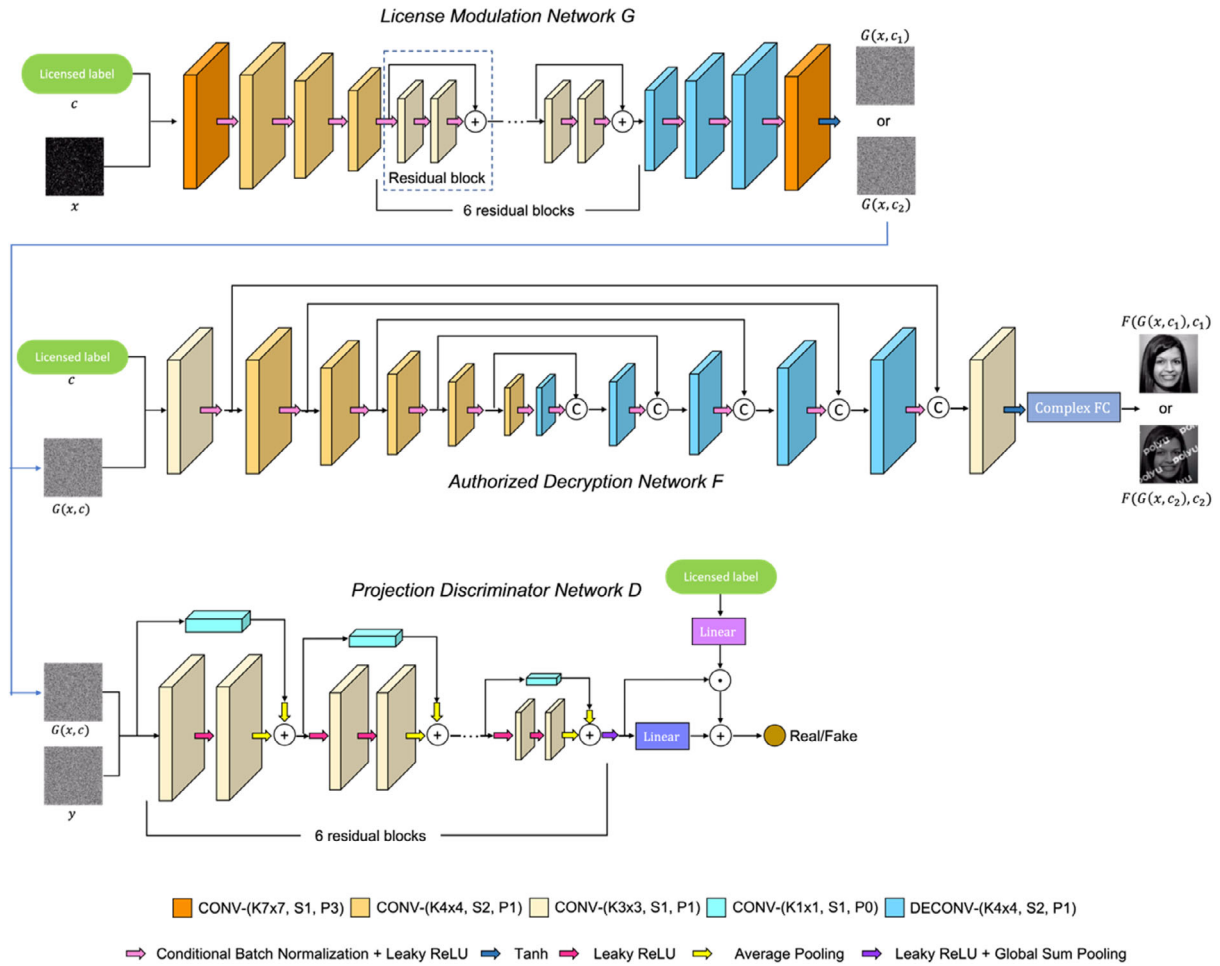 License Modulation Network G
Licensed label
c
x
Residual block
6 residual blocks
G(x, c₁)
or
G(x, c₂)
Licensed label
c
G(x, c)
C
C
C
C
C
Complex FC
F(G(x, c₁), c₁)
or
polyu
polyu
polyu
F(G(x, c₂), c₂)
Authorized Decryption Network F
Projection Discriminator Network D
Licensed label
Linear
G(x, c)
y
Linear
Real/Fake
6 residual blocks
CONV-(K7x7, S1, P3) CONV-(K4x4, S2, P1) CONV-(K3x3, S1, P1) CONV-(K1x1, S1, P0) DECONV-(K4x4, S2, P1)
Conditional Batch Normalization + Leaky ReLU Tanh Leaky ReLU Average Pooling Leaky ReLU + Global Sum Pooling